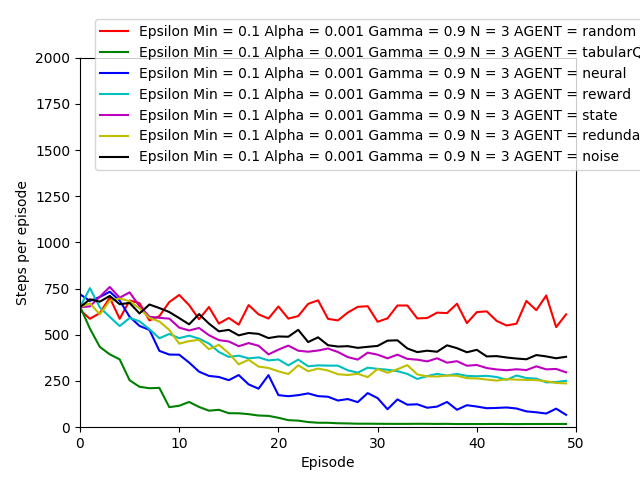 Epsilon Min = 0.1 Alpha = 0.001 Gamma = 0.9 N = 3 AGENT = random
Epsilon Min = 0.1 Alpha = 0.001 Gamma = 0.9 N = 3 AGENT = tabularQ
Epsilon Min = 0.1 Alpha = 0.001 Gamma = 0.9 N = 3 AGENT = neural
Epsilon Min = 0.1 Alpha = 0.001 Gamma = 0.9 N = 3 AGENT = reward
Epsilon Min = 0.1 Alpha = 0.001 Gamma = 0.9 N = 3 AGENT = state
Epsilon Min = 0.1 Alpha = 0.001 Gamma = 0.9 N = 3 AGENT = redunda
Epsilon Min = 0.1 Alpha = 0.001 Gamma = 0.9 N = 3 AGENT = noise
2000
1750
1500
1250
1000
750
500
250
0
Steps per episode
0 10 20 30 40 50
Episode